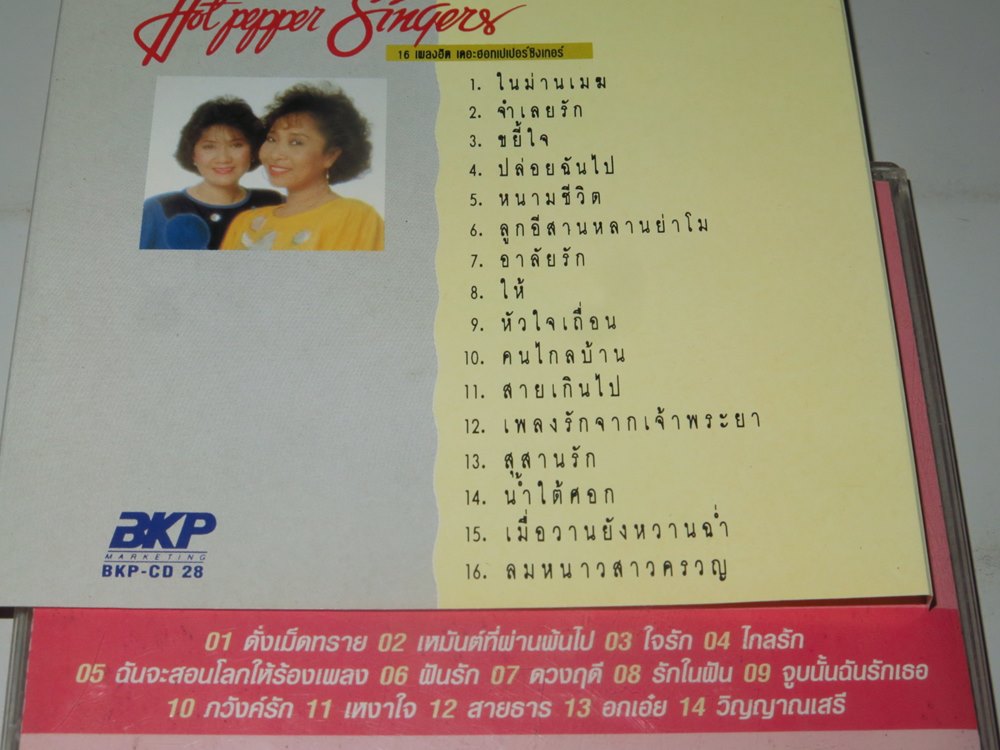 Hot pepper Singers
16 เพลงฮิต เดอะฮอทเปเปอร์ซิงเกอร์
1. ในม่านเมฆ
2. จำเลยรัก
3. ขยี้ใจ
4. ปล่อยฉันไป
5. หนามชีวิต
6. ลูกอีสานหลานย่าโม
7. อาลัยรัก
8. ให้
9. หัวใจเถื่อน
10. คนไกลบ้าน
11. สายเกินไป
12. เพลงรักจากเจ้าพระยา
13. สุสานรัก
14. น้ำใต้ศอก
15. เมื่อวานยังหวานฉ่ำ
16. ลมหนาวสาวครวญ
BKP
MARKETING
BKP-CD 28
01 ดั่งเม็ดทราย 02 เหมันต์ที่ผ่านพ้นไป 03 ใจรัก 04 ไกลรัก
05 ฉันจะสอนโลกให้ร้องเพลง 06 ฝันรัก 07 ดวงฤดี 08 รักในฝัน 09 จูบนั้นฉันรักเธอ
10 ภวังค์รัก 11 เหงาใจ 12 สายธาร 13 อกเอ๋ย 14 วิญญาณเสรี